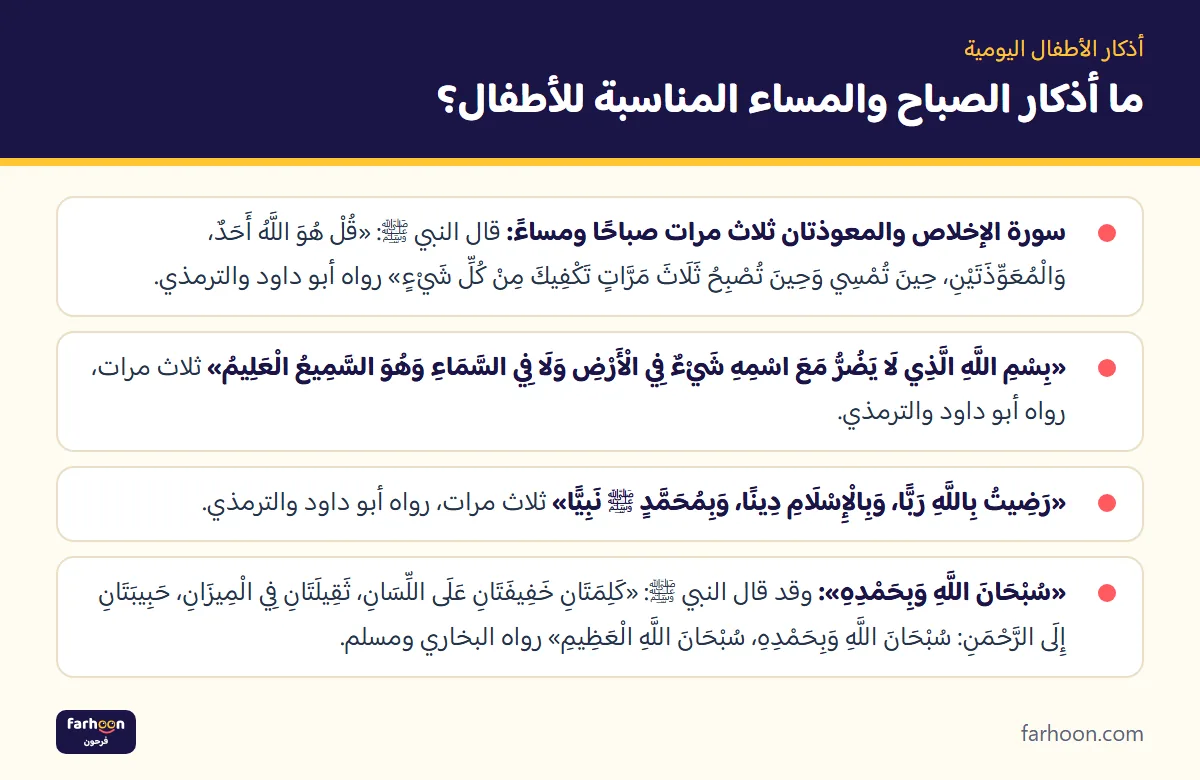 أذكار الأطفال اليومية
ما أذكار الصباح والمساء المناسبة للأطفال؟
سورة الإخلاص والمعوذتان ثلاث مرات صباحًا ومساءً: قال النبي ﷺ: «قُلْ هُوَ اللَّهُ أَحَدٌ،
وَالْمُعَوِّذَتَيْنِ، حِينَ تُمْسِي وَحِينَ تُصْبِحُ ثَلَاثَ مَرَّاتٍ تَكْفِيكَ مِنْ كُلِّ شَيْءٍ» رواه أبو داود والترمذي.
«بِسْمِ اللَّهِ الَّذِي لَا يَضُرُّ مَعَ اسْمِهِ شَيْءٌ فِي الْأَرْضِ وَلَا فِي السَّمَاءِ وَهُوَ السَّمِيعُ الْعَلِيمُ» ثلاث مرات،
رواه أبو داود والترمذي.
«رَضِيتُ بِاللَّهِ رَبًّا، وَبِالْإِسْلَامِ دِينًا، وَبِمُحَمَّدٍ ﷺ نَبِيًّا» ثلاث مرات، رواه أبو داود والترمذي.
«سُبْحَانَ اللَّهِ وَبِحَمْدِهِ»: وقد قال النبي ﷺ: «كَلِمَتَانِ خَفِيفَتَانِ عَلَى اللِّسَانِ، ثَقِيلَتَانِ فِي الْمِيزَانِ، حَبِيبَتَانِ
إِلَى الرَّحْمَنِ: سُبْحَانَ اللَّهِ وَبِحَمْدِهِ، سُبْحَانَ اللَّهِ الْعَظِيمِ» رواه البخاري ومسلم.
farhoon.com
farhoon
فرحون